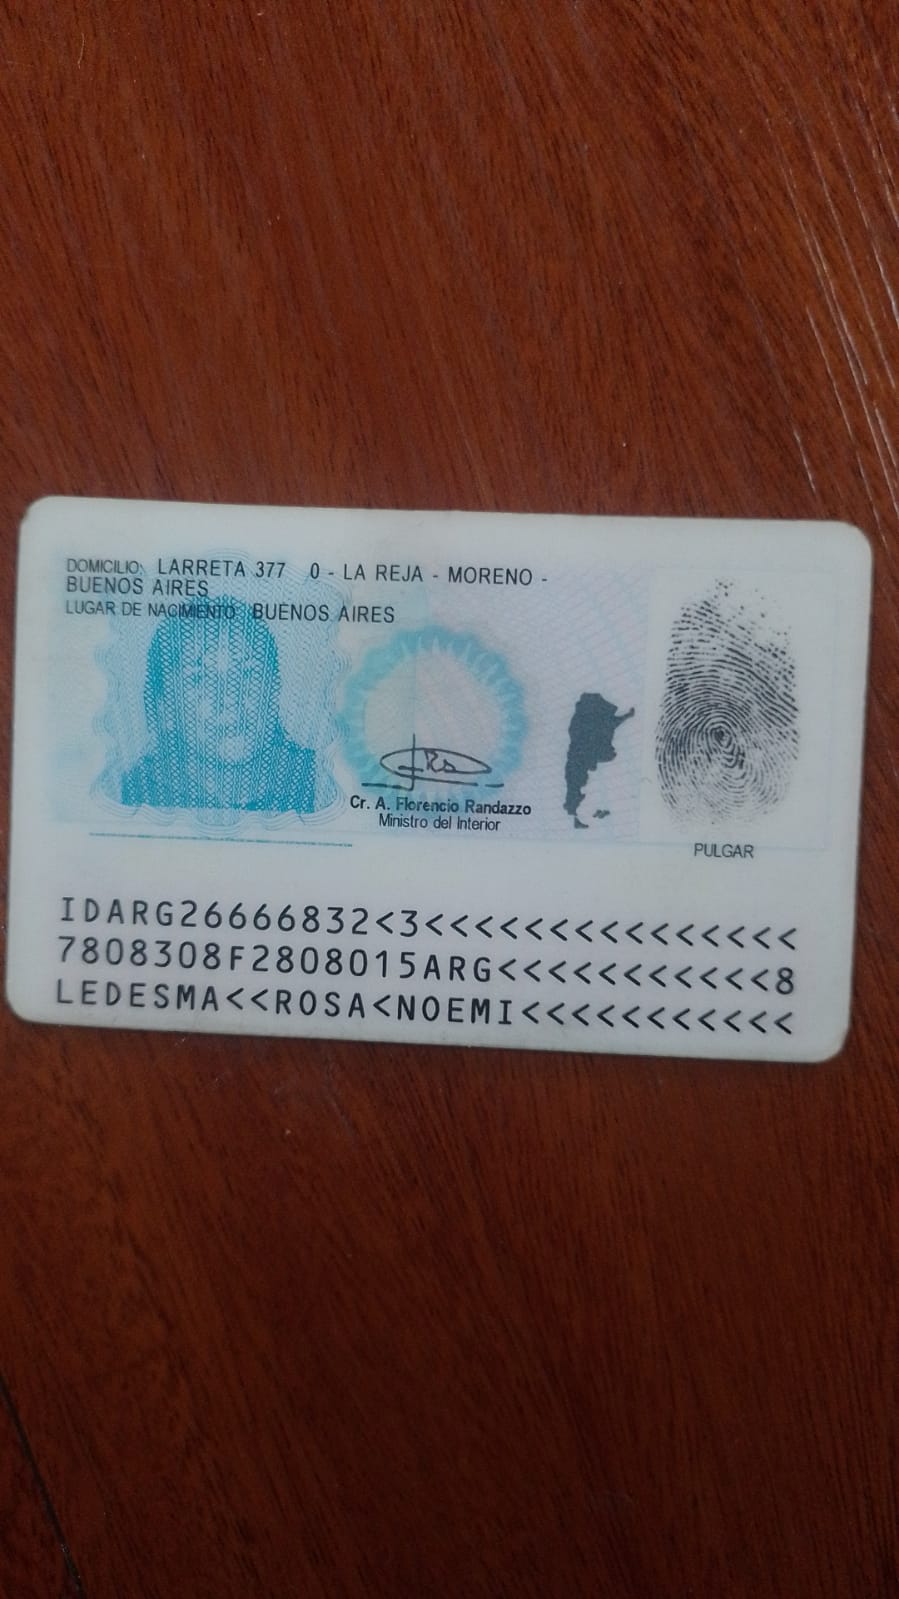 DOMICILIO: LARRETA 377 0 - LA REJA - MORENO -
BUENOS AIRES
LUGAR DE NACIMIENTO BUENOS AIRES
Cr. A. Florencio Randazzo
Ministro del Interior
PULGAR
IDARG26666832<3<<<<<<<<<<<<<<<
7808308F2808015ARG<<<<<<<<<<<8
LEDESMA<<ROSA<NOEMI<<<<<<<<<<<